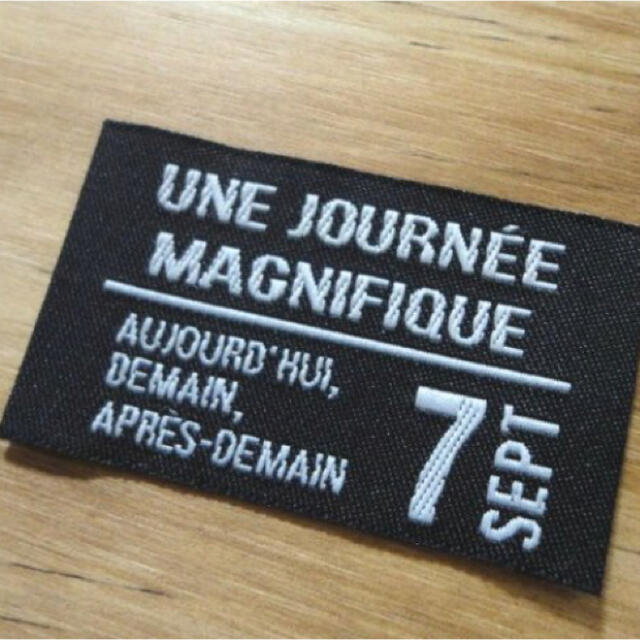 UNE JOURNÉE
MAGNIFIQUE
AUJOURD'HUI,
DEMAIN,
APRÈS-DEMAIN
7
SEPT